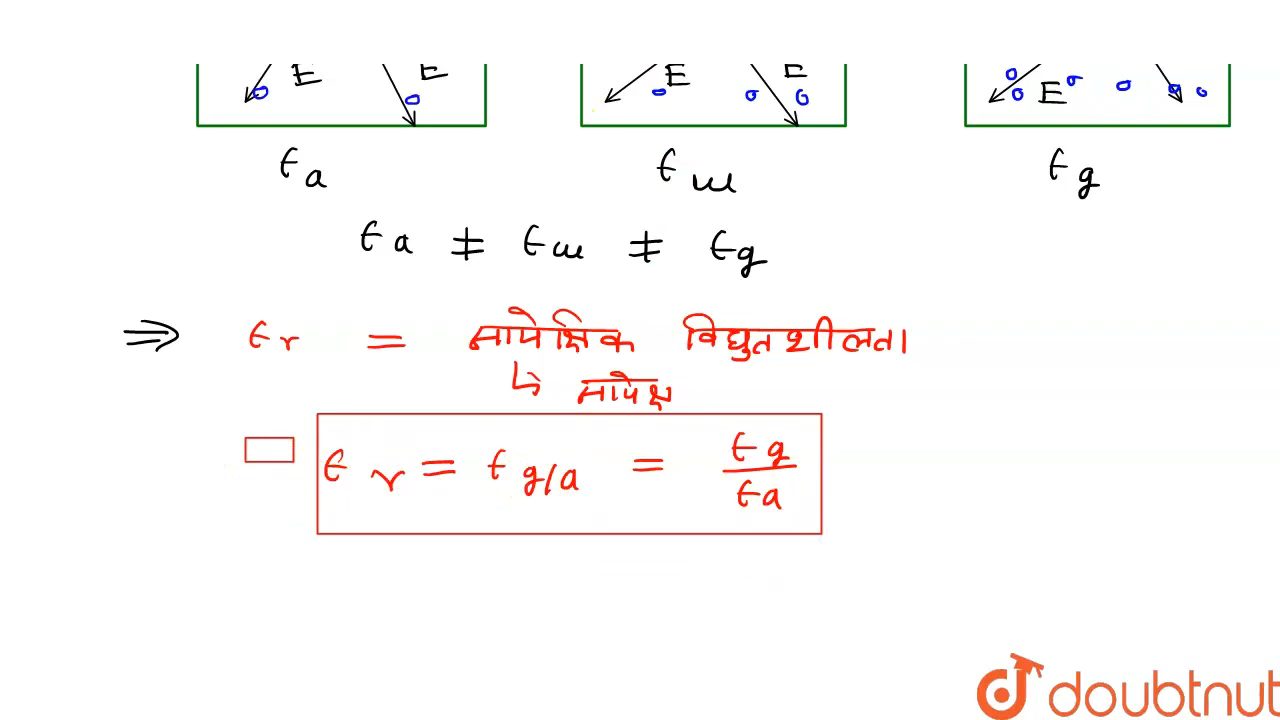 E E E E E
ϵa ϵw ϵg
ϵa ≠ ϵw ≠ ϵg
⇒ ϵr = सापेक्षिक विद्युतशीलता
↳ सापेक्ष
ϵr = ϵg/a = ϵg/ϵa
doubtnut